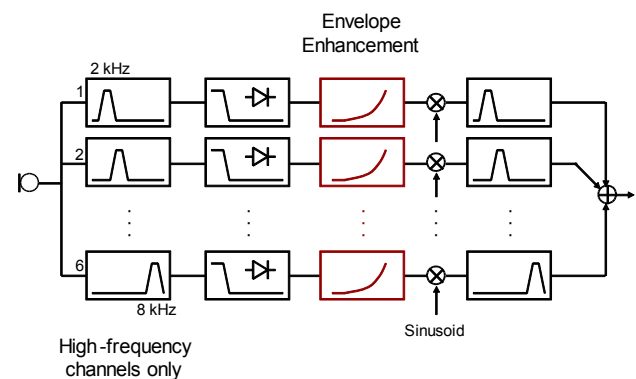 Envelope
Enhancement
2 kHz
1
2
6
8 kHz
Sinusoid
High-frequency
channels only